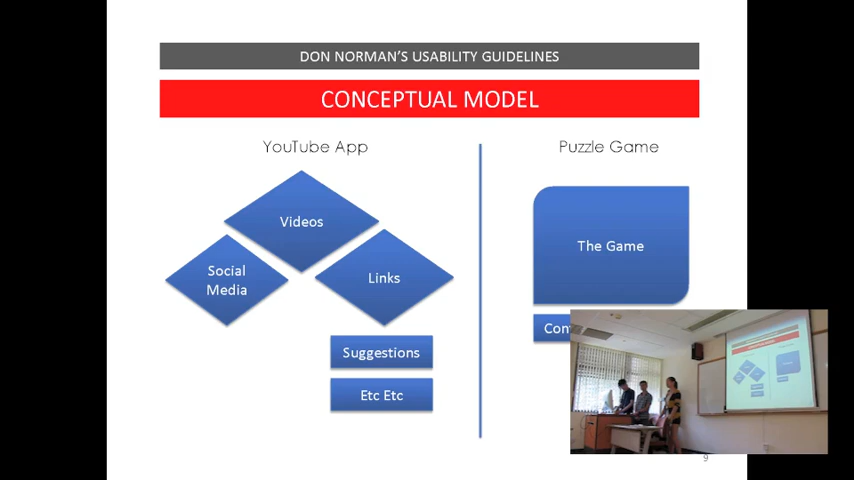 DON NORMAN'S USABILITY GUIDELINES
CONCEPTUAL MODEL
YouTube App
Videos
Social
Media
Links
Suggestions
Etc Etc
Puzzle Game
The Game
9